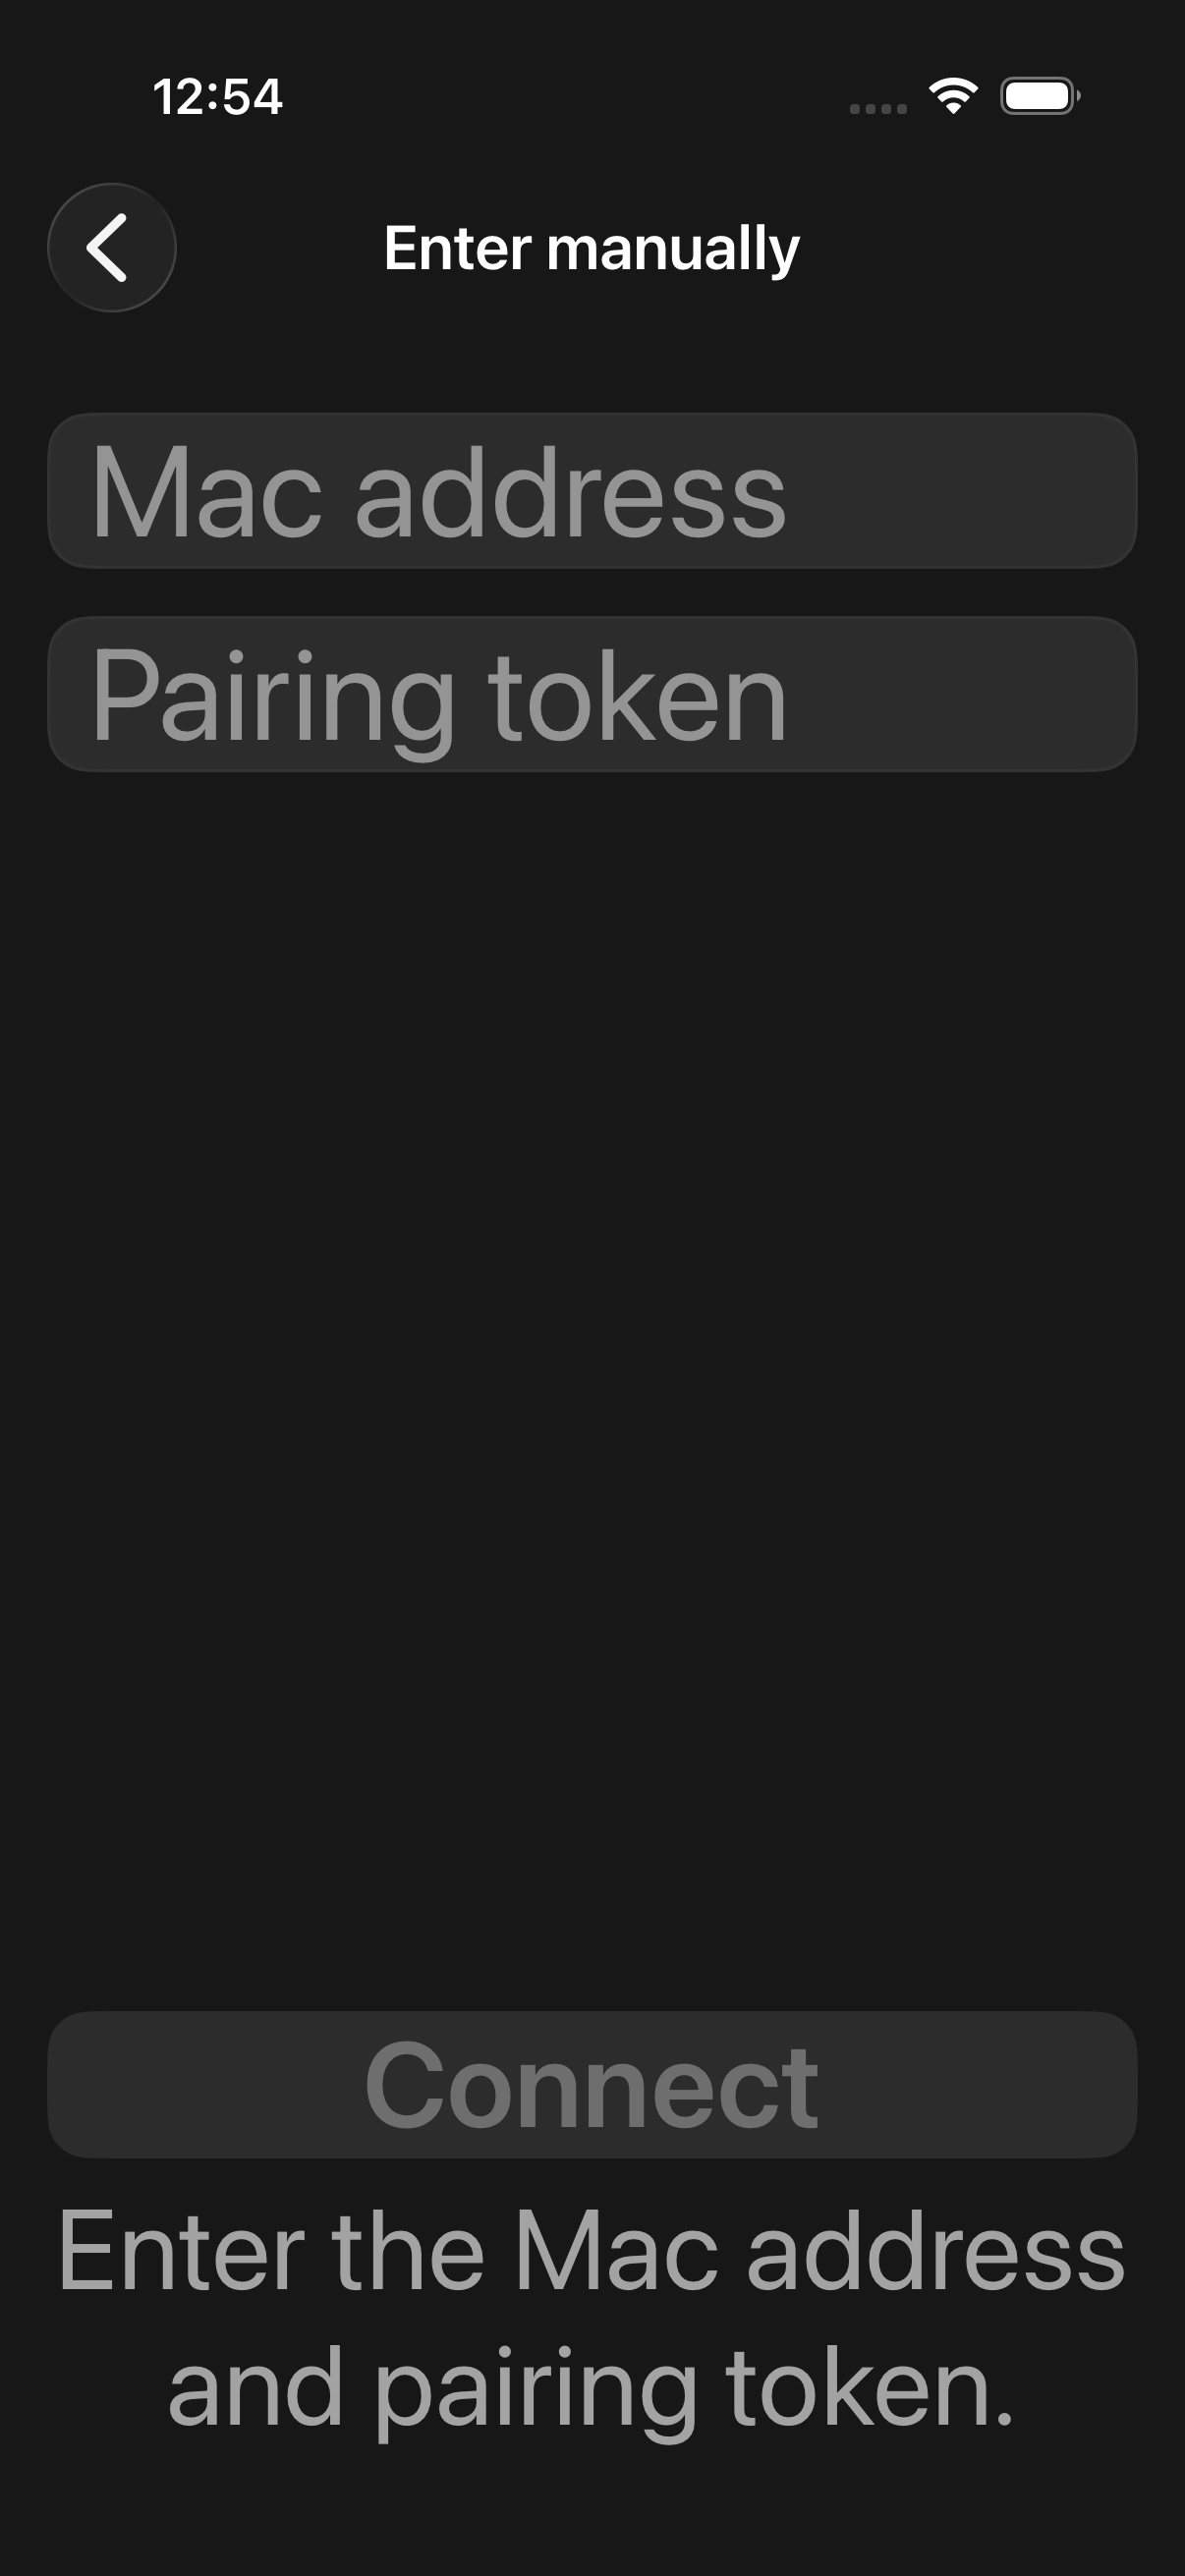 12:54
Enter manually
Mac address
Pairing token
Connect
Enter the Mac address
and pairing token.